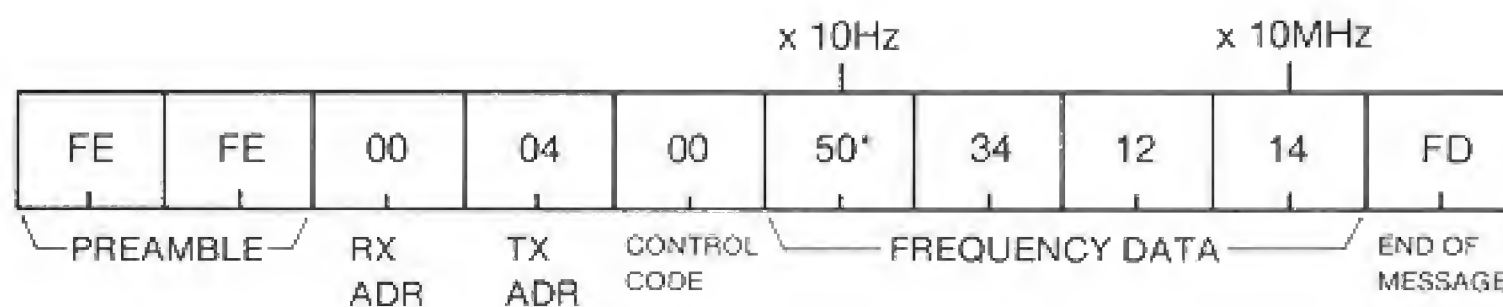 x 10Hz x 10MHz
FE FE 00 04 00 50* 34 12 14 FD
PREAMBLE RX TX CONTROL FREQUENCY DATA END OF
ADR ADR CODE MESSAGE